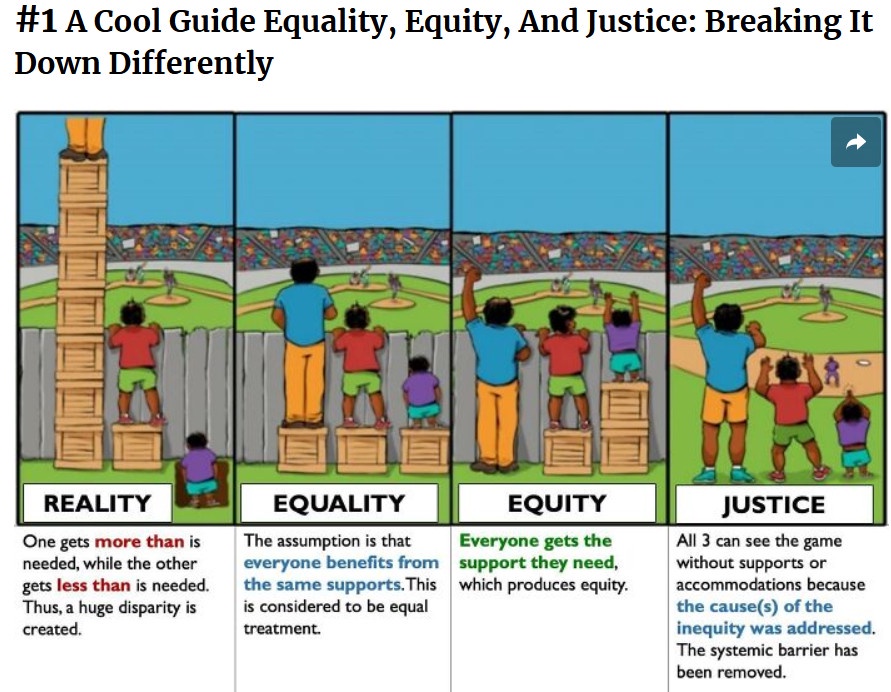 #1 A Cool Guide Equality, Equity, And Justice: Breaking It
Down Differently
REALITY
One gets more than is
needed, while the other
gets less than is needed.
Thus, a huge disparity is
created.
EQUALITY
The assumption is that
everyone benefits from
the same supports. This
is considered to be equal
treatment.
EQUITY
Everyone gets the
support they need,
which produces equity.
JUSTICE
All 3 can see the game
without supports or
accommodations because
the cause(s) of the
inequity was addressed.
The systemic barrier has
been removed.